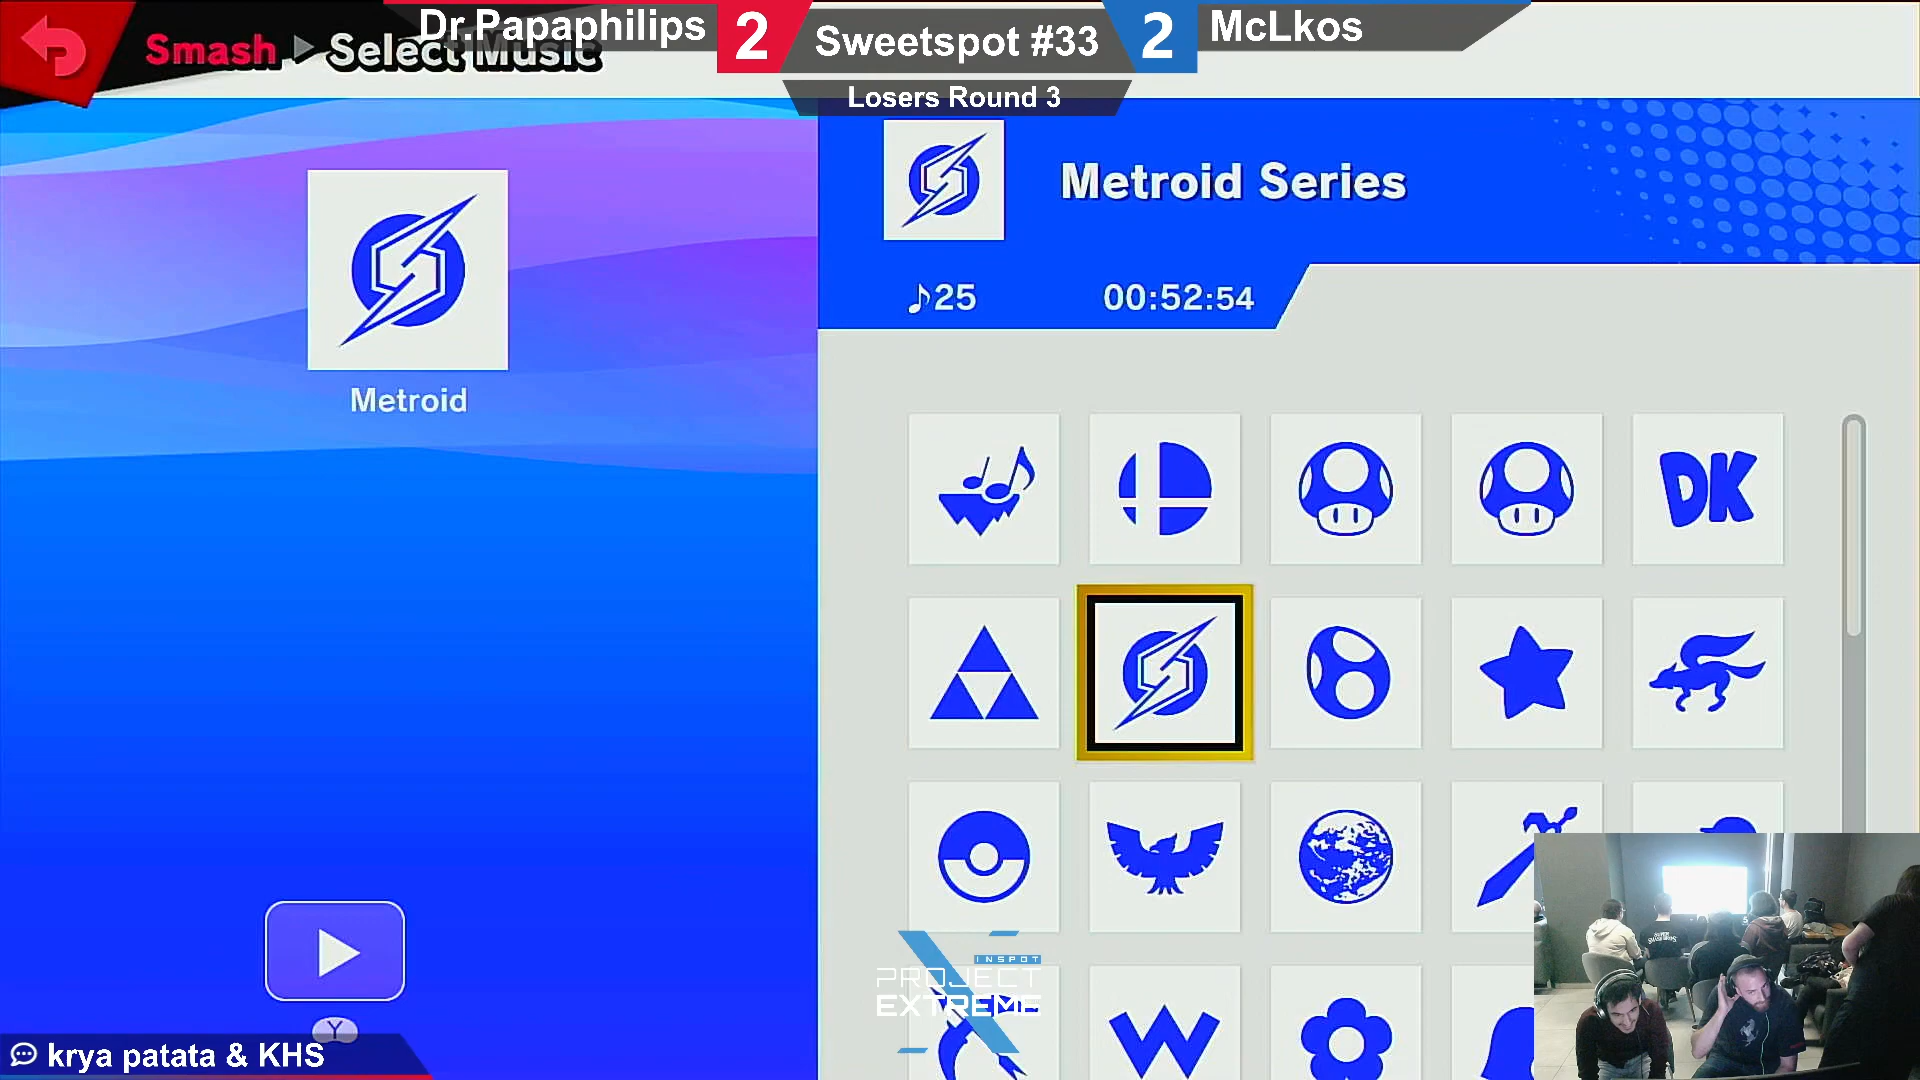 Dr.Papaphilips
2
Sweetspot #33
2
McLkos
Losers Round 3
Smash ▶ Select Music
Metroid Series
♪25
00:52:54
Metroid
DK
Y
INSPOT
PROJECT
EXTREME
krya patata & KHS